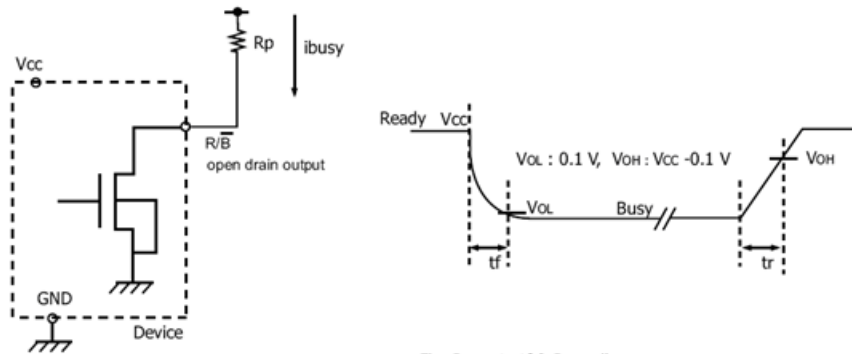 Rp
ibusy
Vcc
R/B̅
open drain output
GND
Device
Ready Vcc
VOL : 0.1 V, VOH : VCC -0.1 V
VOH
VOL
Busy
tf
tr